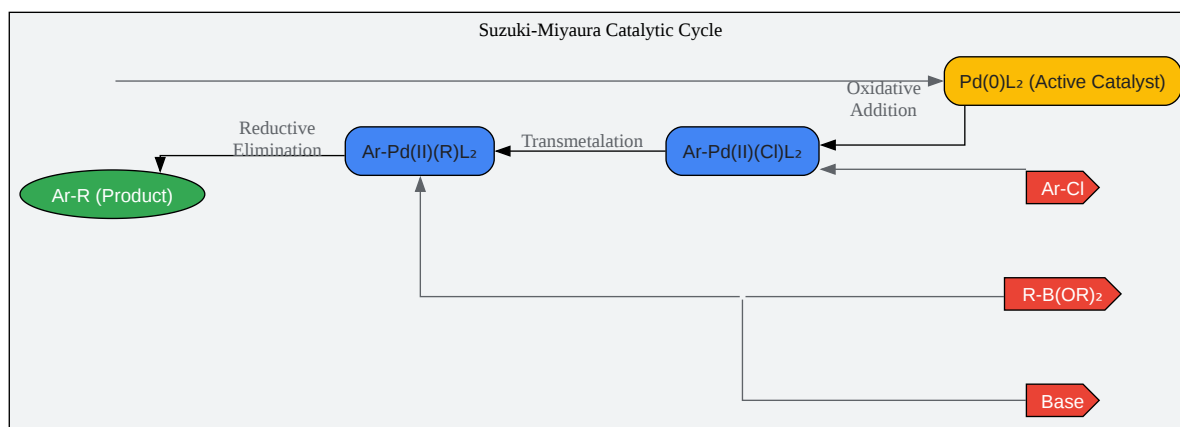 Suzuki-Miyaura Catalytic Cycle
Pd(0)L₂ (Active Catalyst)
Oxidative
Addition
Reductive
Elimination
Ar-Pd(II)(R)L₂
Transmetalation
Ar-Pd(II)(Cl)L₂
Ar-R (Product)
Ar-Cl
R-B(OR)₂
Base